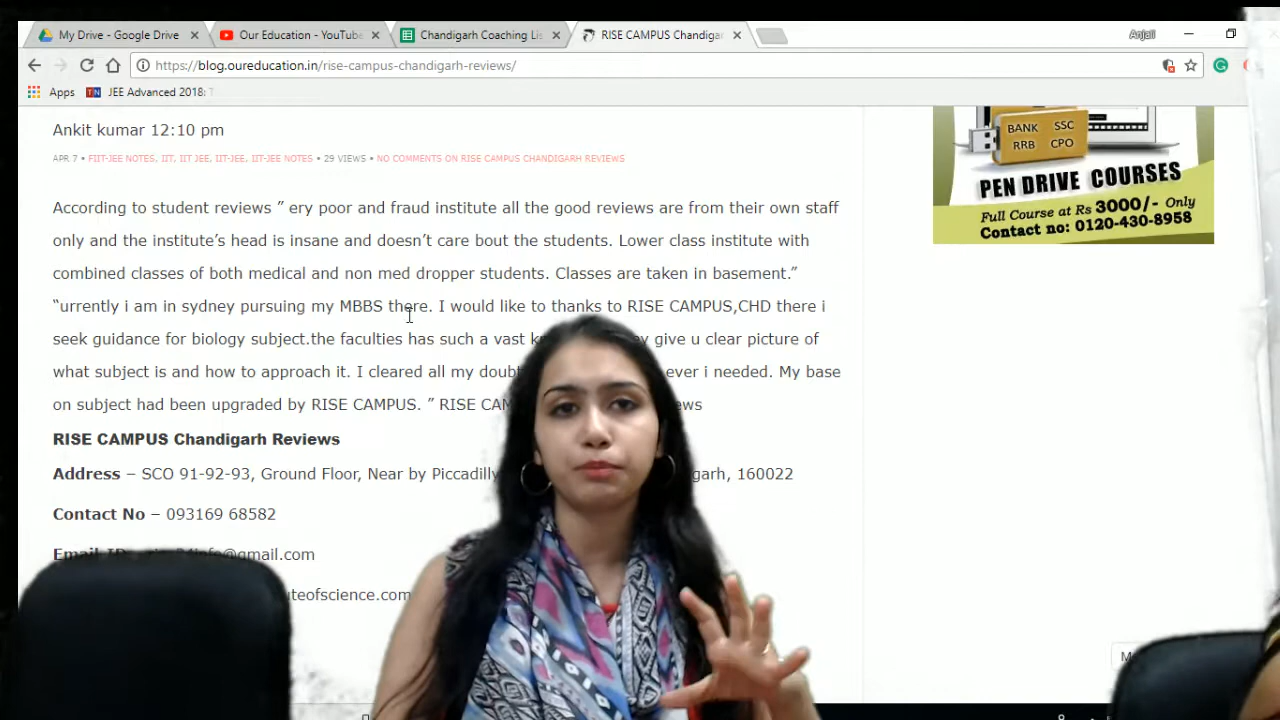 My Drive - Google Drive
Our Education - YouTube
Chandigarh Coaching Lis
RISE CAMPUS Chandiga
Anjali
https://blog.oureducation.in/rise-campus-chandigarh-reviews/
Apps
JEE Advanced 2018:
Ankit kumar 12:10 pm
APR 7 • FIIT-JEE NOTES, IIT, IIT JEE, IIT-JEE, IIT-JEE NOTES • 29 VIEWS • NO COMMENTS ON RISE CAMPUS CHANDIGARH REVIEWS
According to student reviews ” ery poor and fraud institute all the good reviews are from their own staff
only and the institute’s head is insane and doesn’t care bout the students. Lower class institute with
combined classes of both medical and non med dropper students. Classes are taken in basement.”
“urrently i am in sydney pursuing my MBBS there. I would like to thanks to RISE CAMPUS,CHD there i
seek guidance for biology subject.the faculties has such a vast give u clear picture of
what subject is and how to approach it. I cleared all my ever i needed. My base
on subject had been upgraded by RISE CAMPUS. ” RISE
RISE CAMPUS Chandigarh Reviews
Address – SCO 91-92-93, Ground Floor, Near by Piccadilly 160022
Contact No – 093169 68582
Email ID
BANK SSC
RRB CPO
PEN DRIVE COURSES
Full Course at Rs 3000/- Only
Contact no: 0120-430-8958